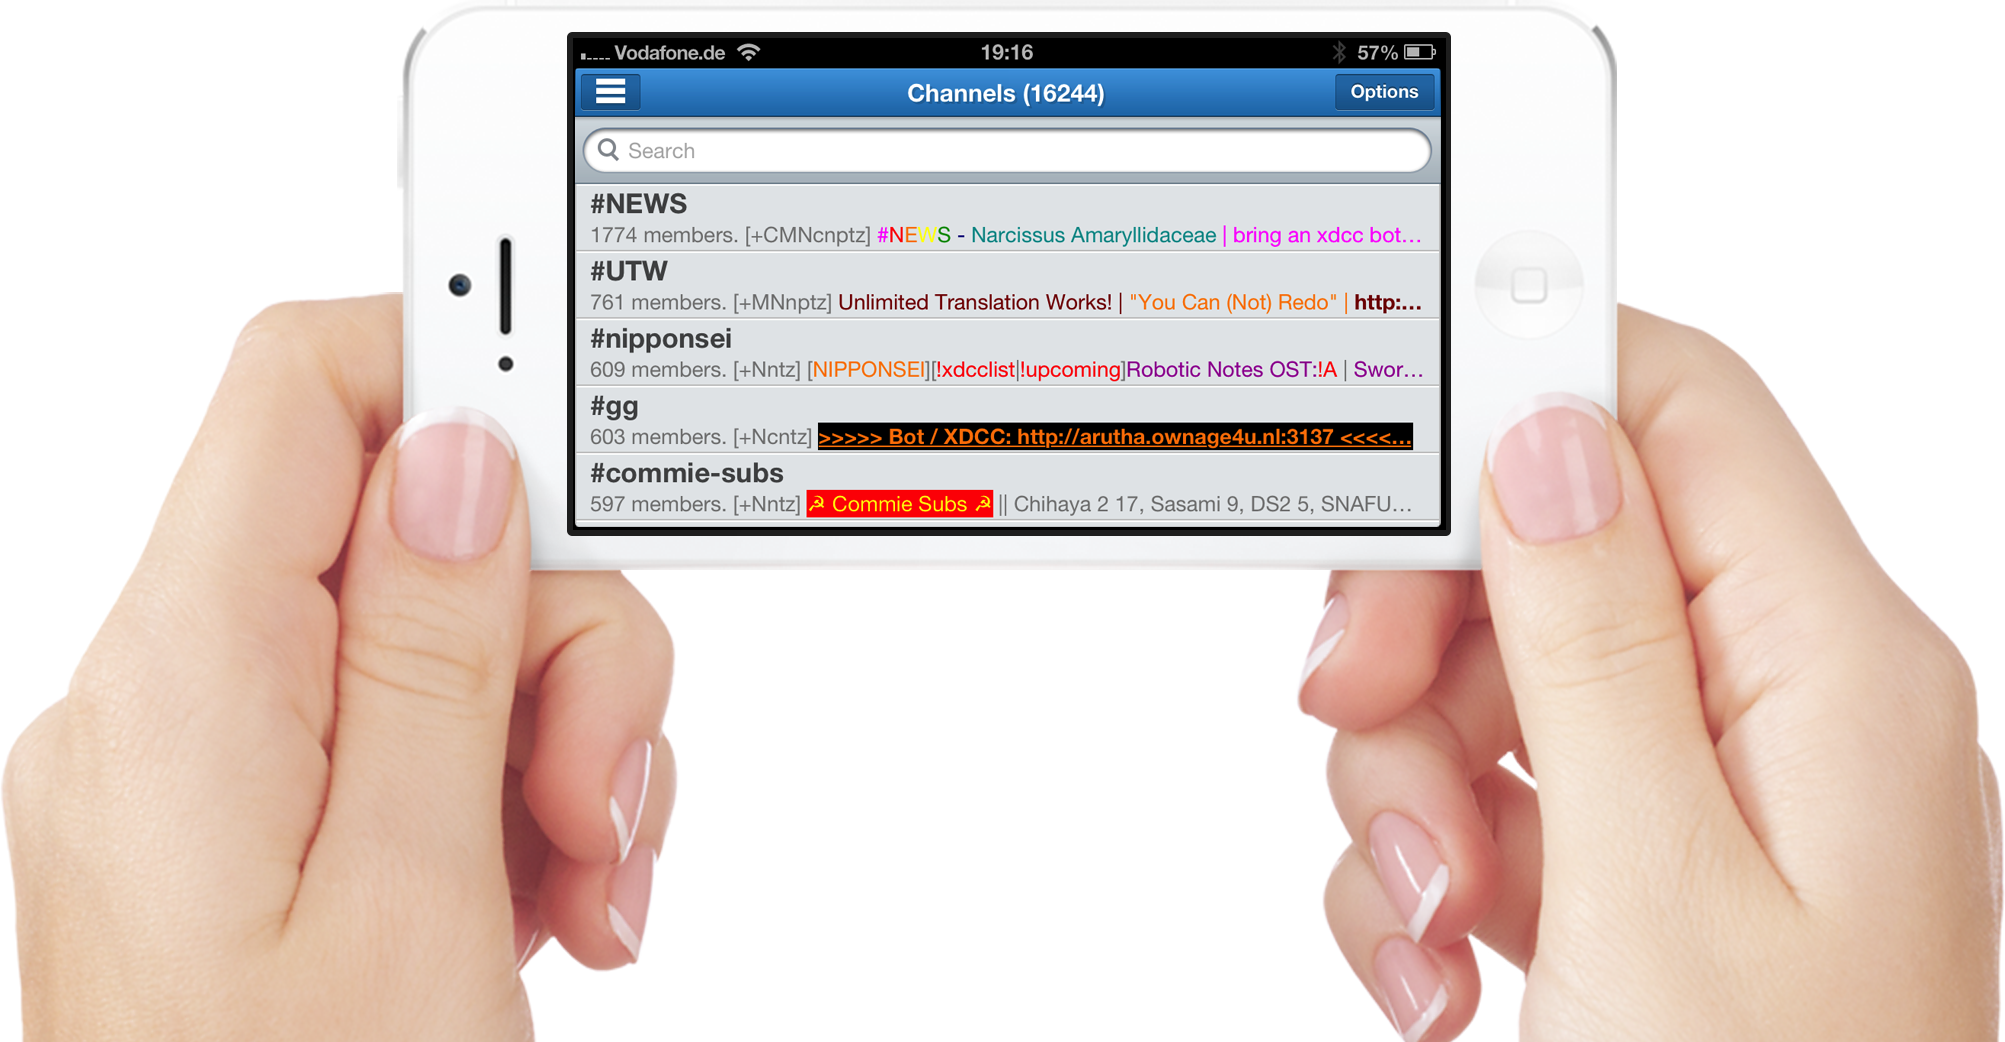 Vodafone.de 19:16 57%
Channels (16244) Options
Search
#NEWS
1774 members. [+CMNcnptz] #NEWS - Narcissus Amaryllidaceae | bring an xdcc bot...
#UTW
761 members. [+MNnptz] Unlimited Translation Works! | "You Can (Not) Redo" | http:...
#nipponsei
609 members. [+Nntz] [NIPPONSEI][!xdcclist|!upcoming]Robotic Notes OST:!A | Swor...
#gg
603 members. [+Ncntz] >>>>> Bot / XDCC: http://arutha.ownage4u.nl:3137 <<<<...
#commie-subs
597 members. [+Nntz] ☭ Commie Subs ☭ || Chihaya 2 17, Sasami 9, DS2 5, SNAFU...